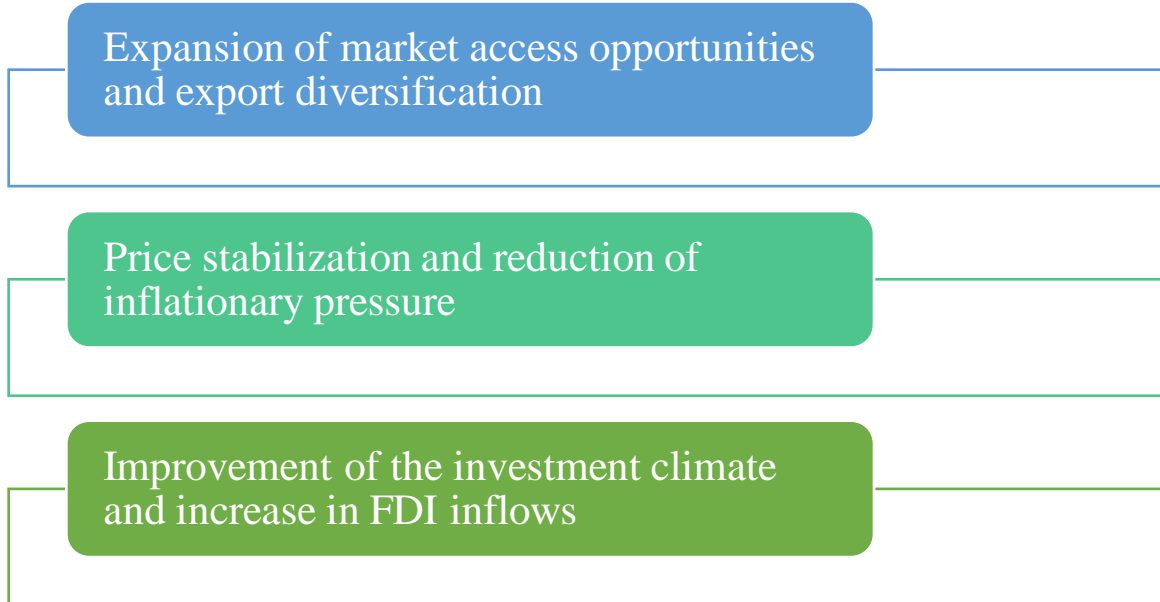 Expansion of market access opportunities
and export diversification
Price stabilization and reduction of
inflationary pressure
Improvement of the investment climate
and increase in FDI inflows